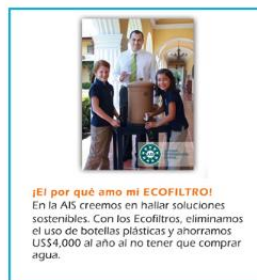 ¡El por qué amo mi ECOFILTRO!
En la AIS creemos en hallar soluciones
sostenibles. Con los Ecofiltros, eliminamos
el uso de botellas plásticas y ahorramos
US$4,000 al año al no tener que comprar
agua.